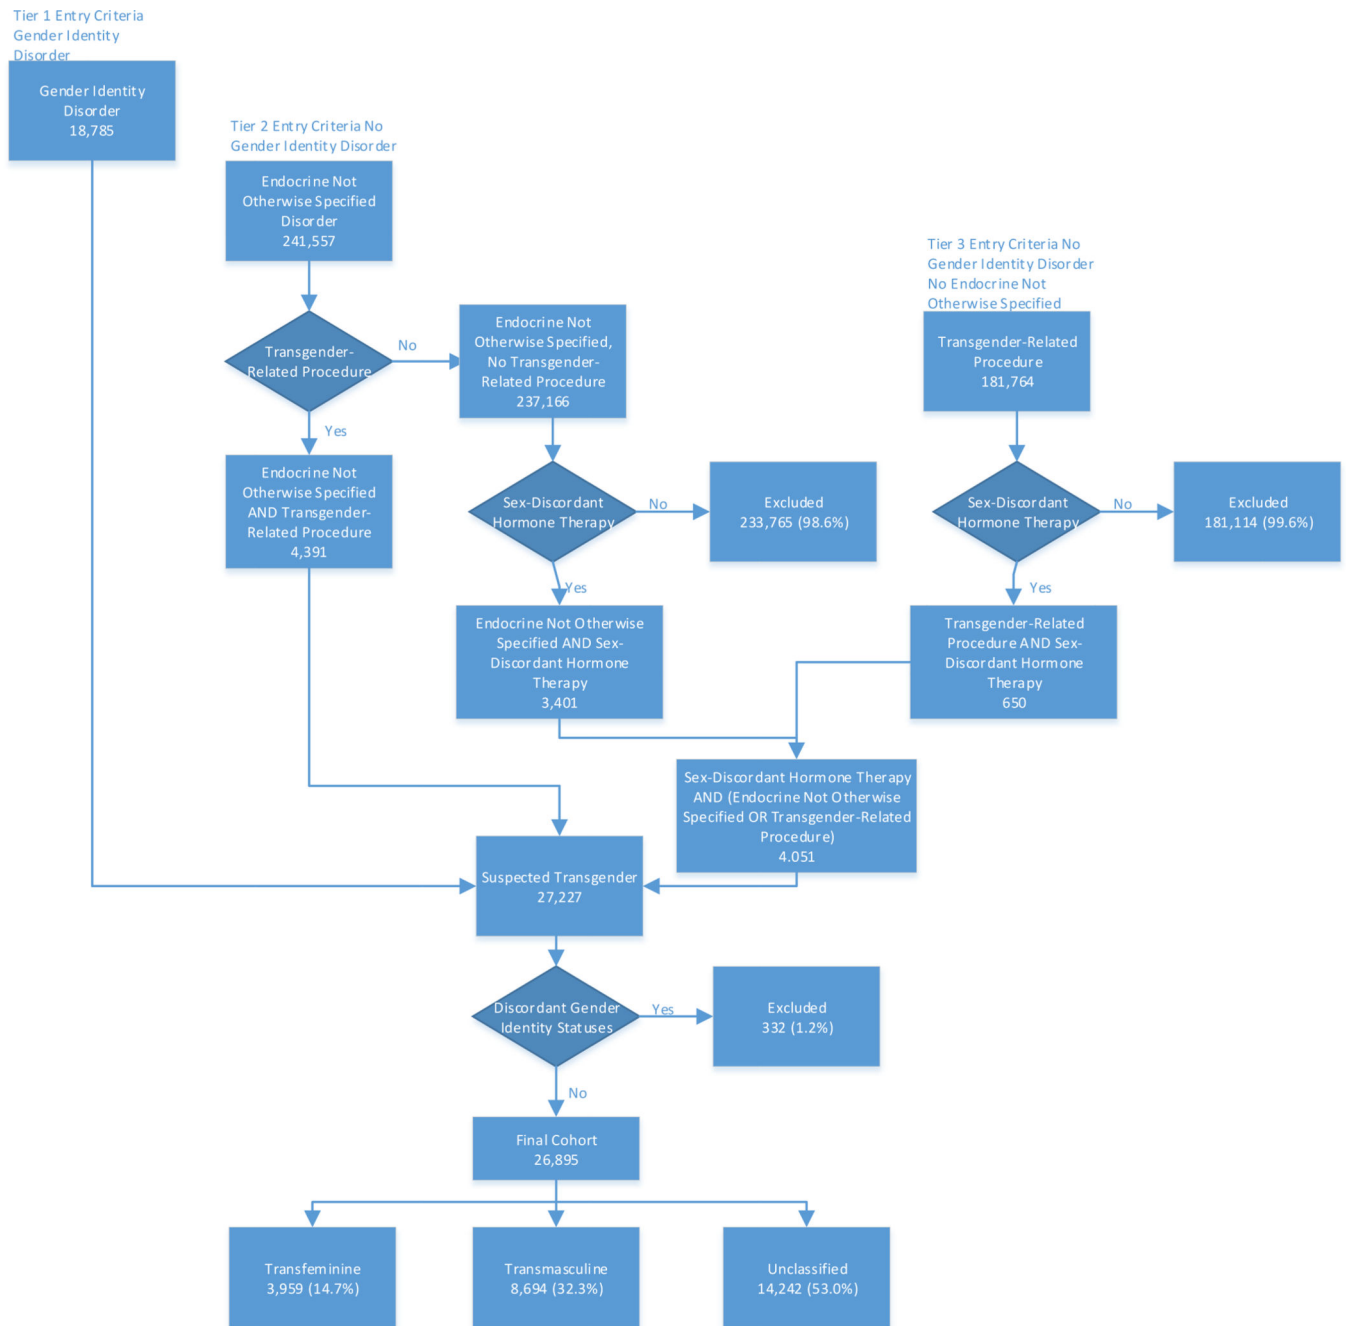 Tier 1 Entry Criteria
Gender Identity
Disorder
Gender Identity
Disorder
18,785
Tier 2 Entry Criteria No
Gender Identity Disorder
Endocrine Not
Otherwise Specified
Disorder
241,557
Transgender-
Related Procedure
No
Yes
Endocrine Not
Otherwise Specified,
No Transgender-
Related Procedure
237,166
Endocrine Not
Otherwise Specified
AND Transgender-
Related Procedure
4,391
Sex-Discordant
Hormone Therapy
No
Excluded
233,765 (98.6%)
Yes
Endocrine Not Otherwise
Specified AND Sex-
Discordant Hormone
Therapy
3,401
Tier 3 Entry Criteria No
Gender Identity Disorder
No Endocrine Not
Otherwise Specified
Transgender-Related
Procedure
181,764
Sex-Discordant
Hormone Therapy
No
Excluded
181,114 (99.6%)
Yes
Transgender-Related
Procedure AND Sex-
Discordant Hormone
Therapy
650
Sex-Discordant Hormone Therapy
AND (Endocrine Not Otherwise
Specified OR Transgender-Related
Procedure)
4.051
Suspected Transgender
27,227
Discordant Gender
Identity Statuses
Yes
Excluded
332 (1.2%)
No
Final Cohort
26,895
Transfeminine
3,959 (14.7%)
Transmasculine
8,694 (32.3%)
Unclassified
14,242 (53.0%)